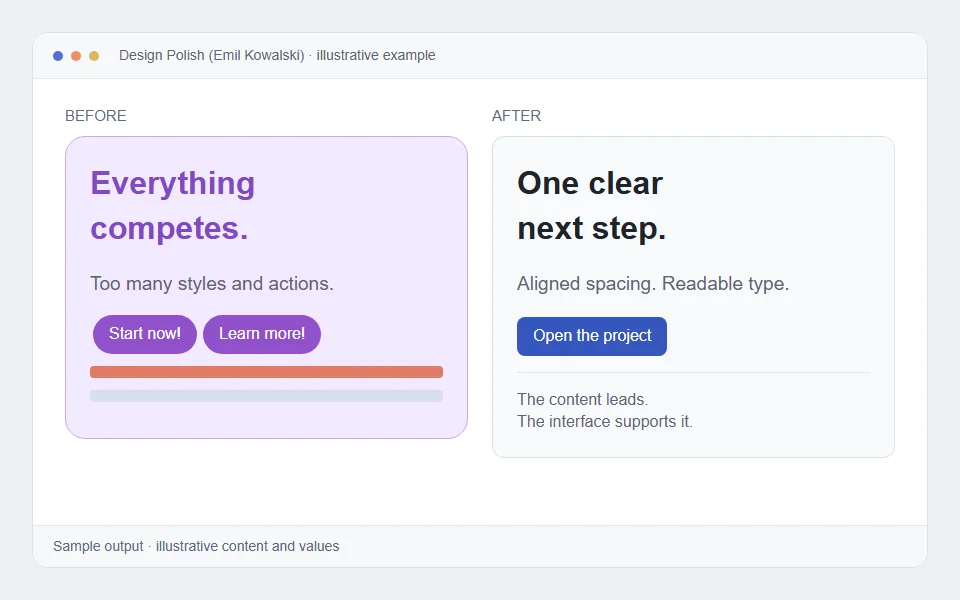 Design Polish (Emil Kowalski) · illustrative example
BEFORE
Everything
competes.
Too many styles and actions.
Start now!
Learn more!
AFTER
One clear
next step.
Aligned spacing. Readable type.
Open the project
The content leads.
The interface supports it.
Sample output · illustrative content and values